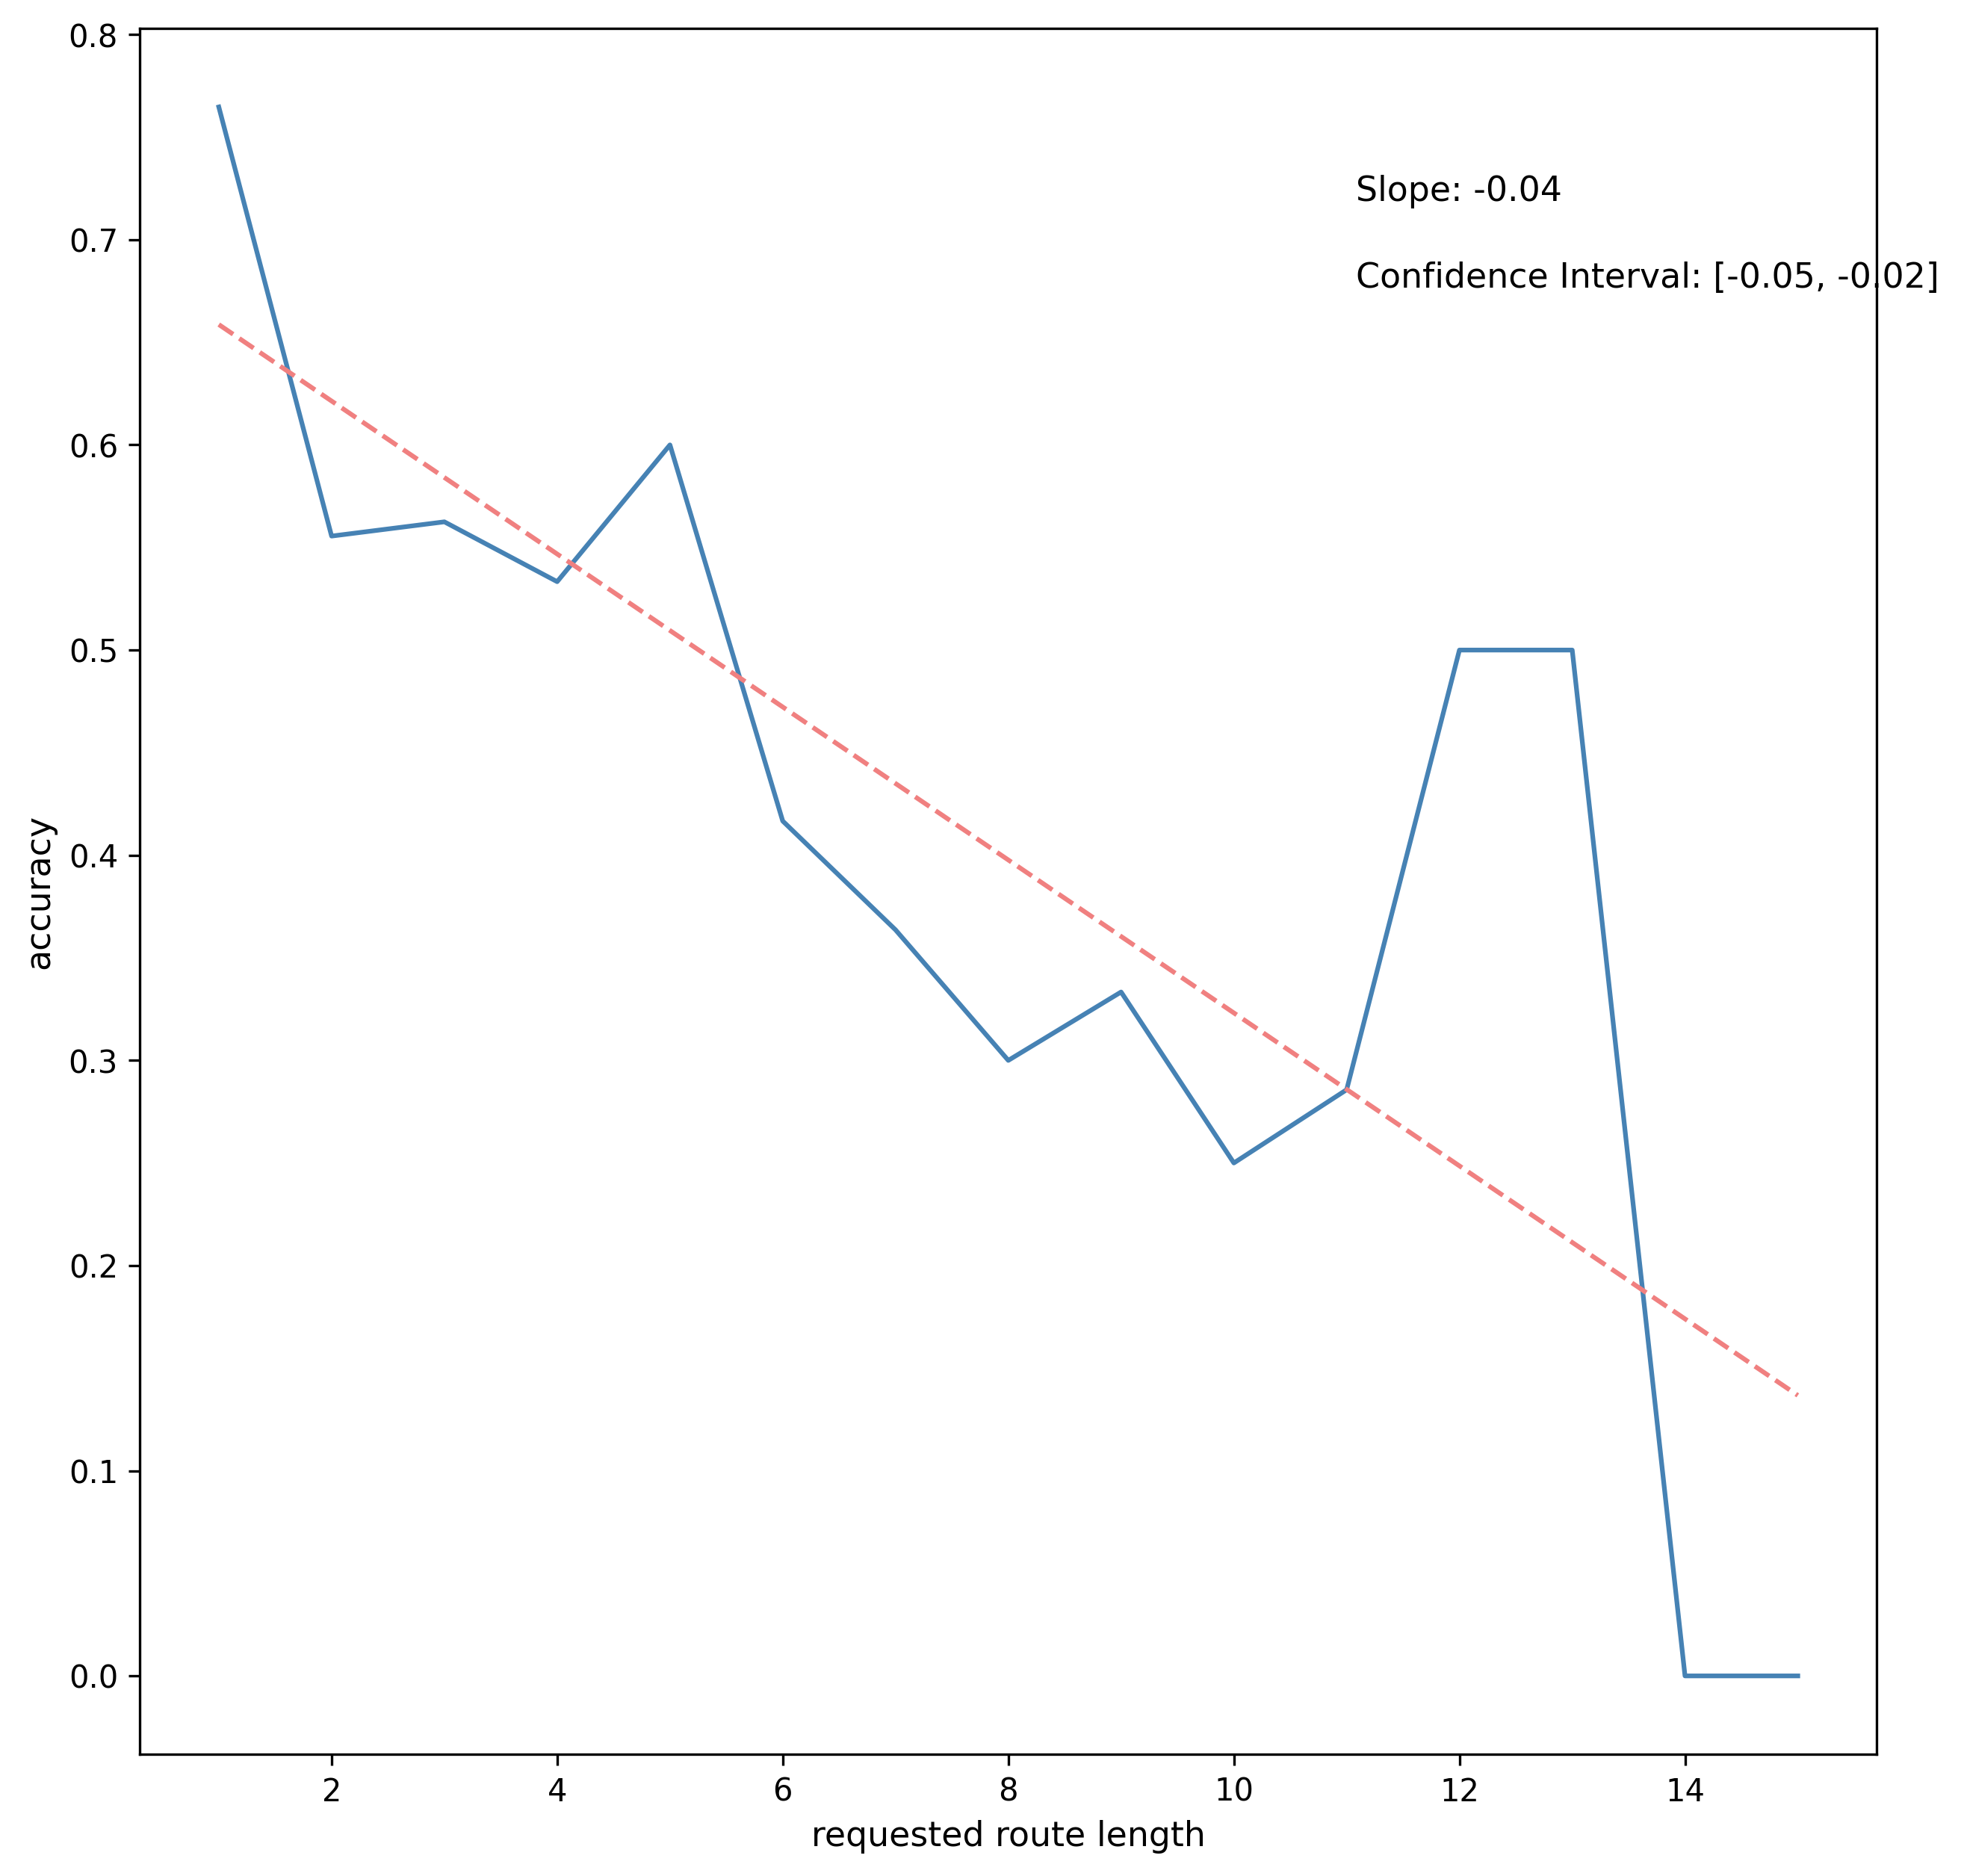 0.8
0.7
0.6
0.5
0.4
0.3
0.2
0.1
0.0
accuracy
Slope: -0.04
Confidence Interval: [-0.05, -0.02]
2 4 6 8 10 12 14
requested route length